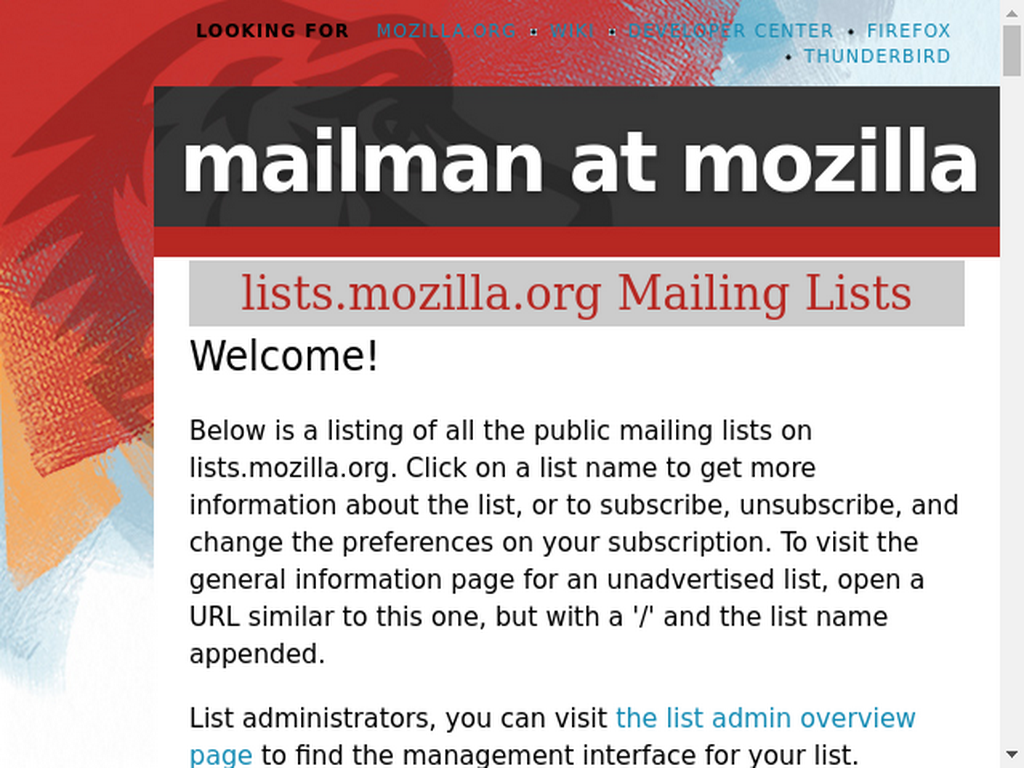 LOOKING FOR MOZILLA.ORG • WIKI • DEVELOPER CENTER • FIREFOX
• THUNDERBIRD
mailman at mozilla
lists.mozilla.org Mailing Lists
Welcome!
Below is a listing of all the public mailing lists on
lists.mozilla.org. Click on a list name to get more
information about the list, or to subscribe, unsubscribe, and
change the preferences on your subscription. To visit the
general information page for an unadvertised list, open a
URL similar to this one, but with a '/' and the list name
appended.
List administrators, you can visit the list admin overview
page to find the management interface for your list.